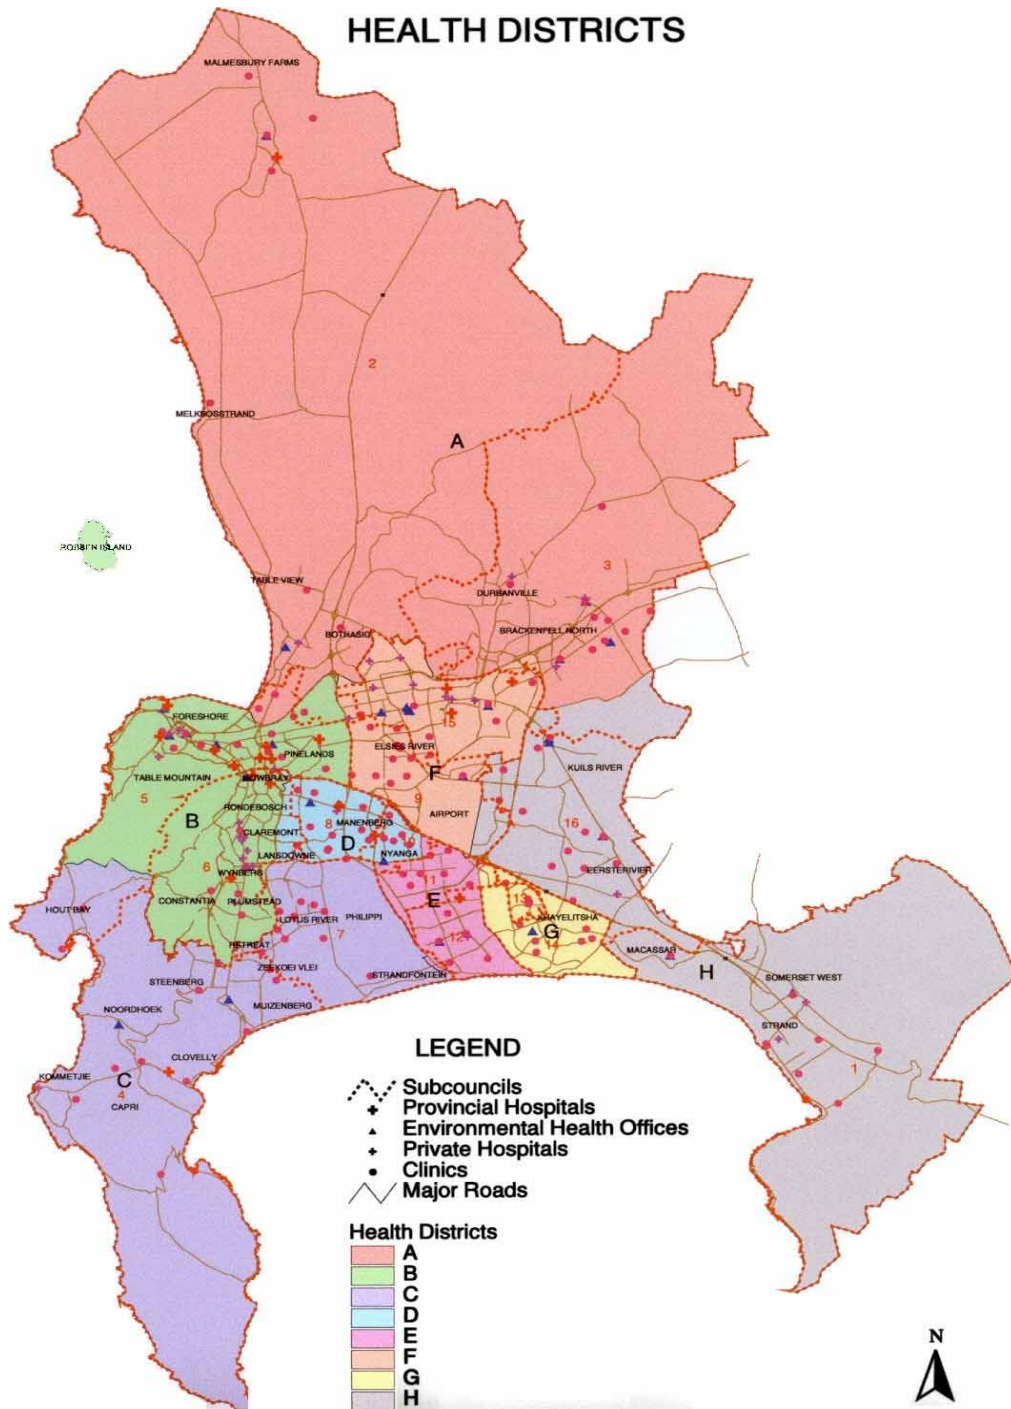 HEALTH DISTRICTS
MALMESBURY FARMS
2
MELKBOSSTRAND
A
ROBBEN ISLAND
3
TABLE VIEW
DURBANVILLE
BRACKENFELL NORTH
BOTHASIG
FORESHORE
15
ELSIES RIVER
PINELANDS
KUILS RIVER
TABLE MOUNTAIN
MOWBRAY
F
5
9
RONDEBOSCH
AIRPORT
B
8
MANENBERG
16
CLAREMONT
D
LANSDOWNE
NYANGA
6
WYNBERG
EERSTERIVIER
11
CONSTANTIA
PLUMSTEAD
E
13
HOUT BAY
LOTUS RIVER
PHILIPPI
KHAYELITSHA
7
12
G
14
RETREAT
MACASSAR
ZEEKOEI VLEI
H
STEENBERG
STRANDFONTEIN
SOMERSET WEST
NOORDHOEK
MUIZENBERG
STRAND
CLOVELLY
KOMMETJIE
C
4
CAPRI
1
LEGEND
Subcouncils
Provincial Hospitals
Environmental Health Offices
Private Hospitals
Clinics
Major Roads
Health Districts
A
B
C
D
E
F
G
H
N